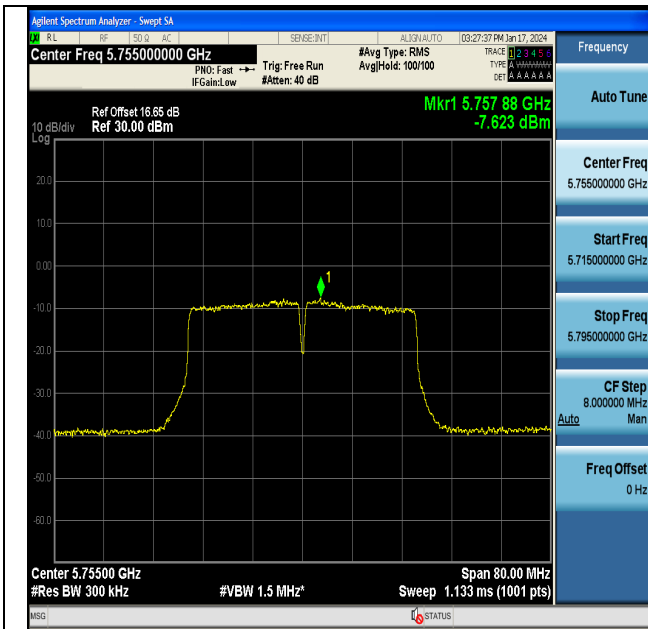 Agilent Spectrum Analyzer - Swept SA
LXI RL RF 50 Ω AC SENSE:INT ALIGN AUTO 03:27:37 PM Jan 17, 2024
Center Freq 5.755000000 GHz #Avg Type: RMS TRACE 1 2 3 4 5 6
PNO: Fast Trig: Free Run Avg|Hold: 100/100 TYPE A
IFGain:Low #Atten: 40 dB DET A A A A A A
Mkr1 5.757 88 GHz
-7.623 dBm
Ref Offset 16.65 dB
10 dB/div Ref 30.00 dBm
Log
20.0
10.0
0.00
-10.0
-20.0
-30.0
-40.0
-50.0
-60.0
1
Center 5.75500 GHz Span 80.00 MHz
#Res BW 300 kHz #VBW 1.5 MHz* Sweep 1.133 ms (1001 pts)
MSG STATUS
Frequency
Auto Tune
Center Freq
5.755000000 GHz
Start Freq
5.715000000 GHz
Stop Freq
5.795000000 GHz
CF Step
8.000000 MHz
Auto Man
Freq Offset
0 Hz